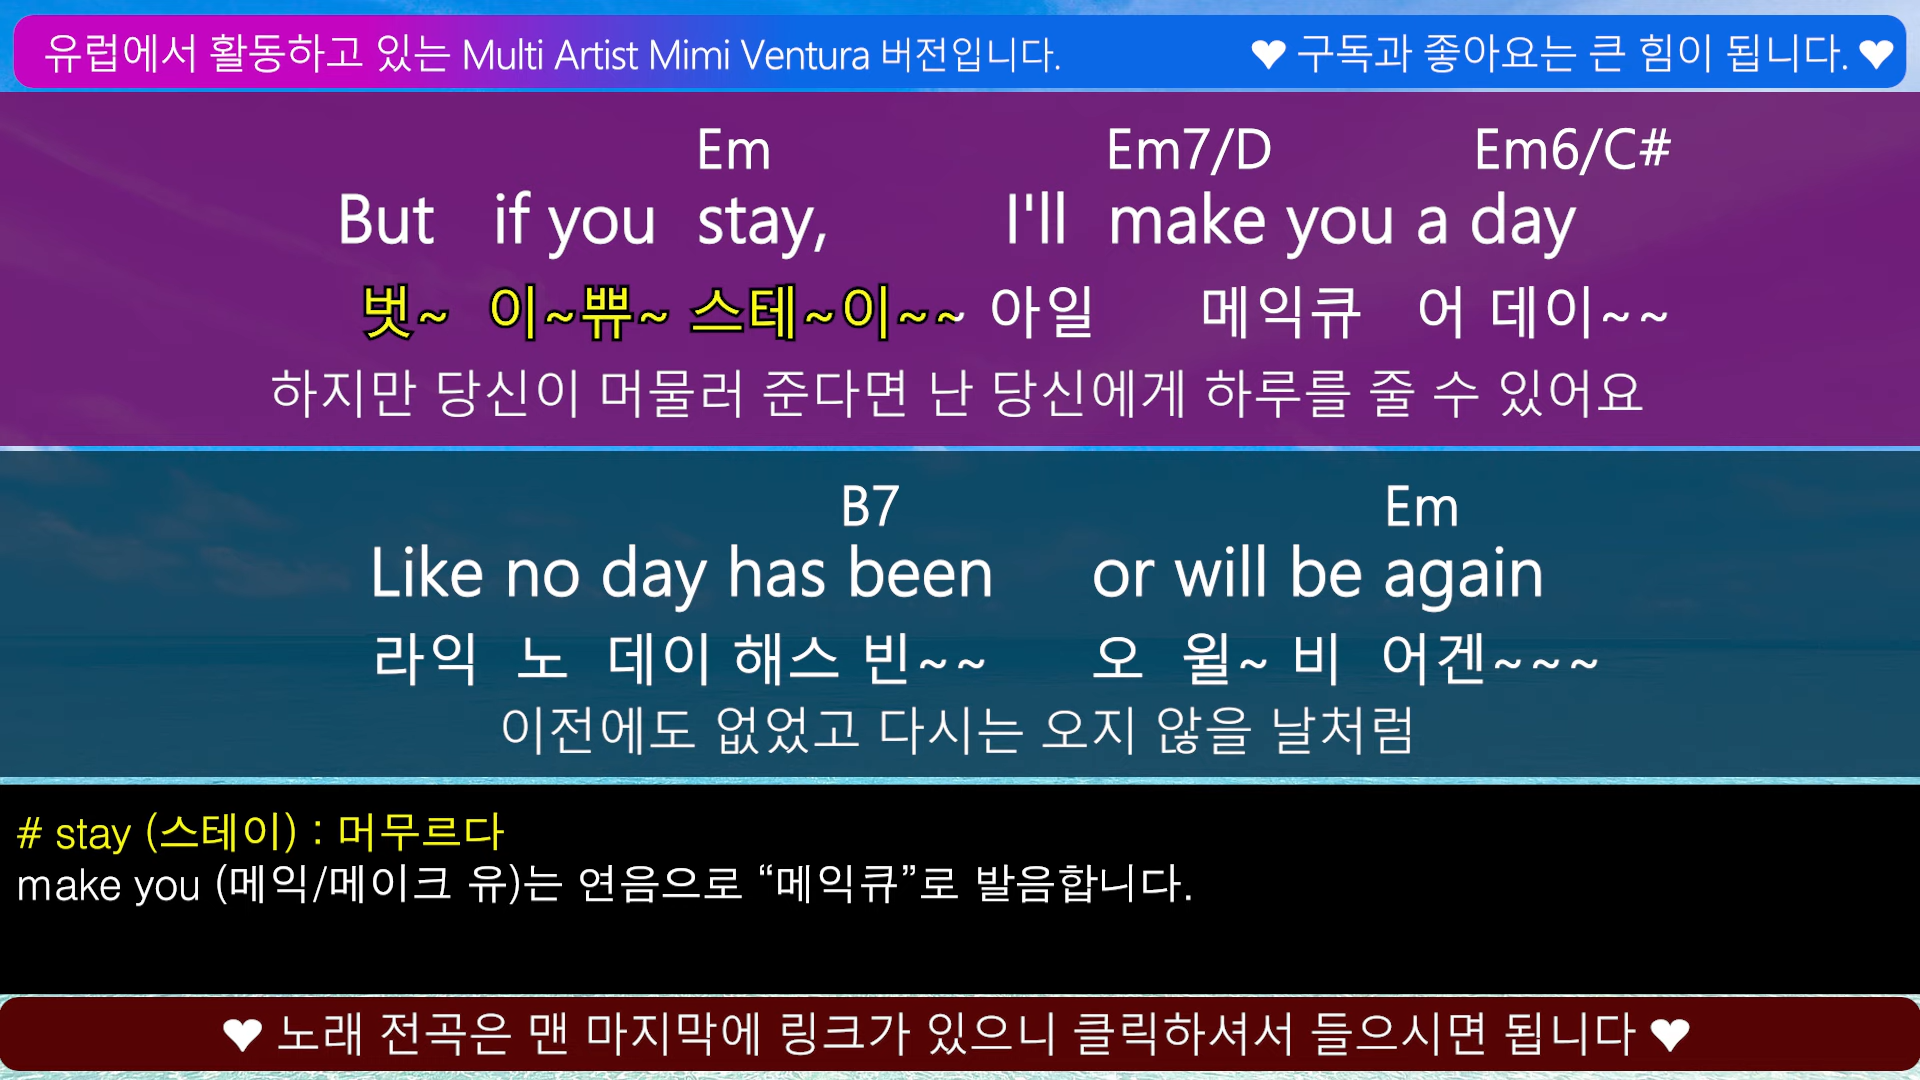 유럽에서 활동하고 있는 Multi Artist Mimi Ventura 버전입니다. ♥ 구독과 좋아요는 큰 힘이 됩니다. ♥
Em Em7/D Em6/C#
But if you stay, I'll make you a day
벗~ 이~쀼~ 스테~이~~ 아일 메익큐 어 데이~~
하지만 당신이 머물러 준다면 난 당신에게 하루를 줄 수 있어요
B7 Em
Like no day has been or will be again
라익 노 데이 해스 빈~~ 오 윌~ 비 어겐~~~
이전에도 없었고 다시는 오지 않을 날처럼
# stay (스테이) : 머무르다
make you (메익/메이크 유)는 연음으로 “메익큐”로 발음합니다.
♥ 노래 전곡은 맨 마지막에 링크가 있으니 클릭하셔서 들으시면 됩니다 ♥